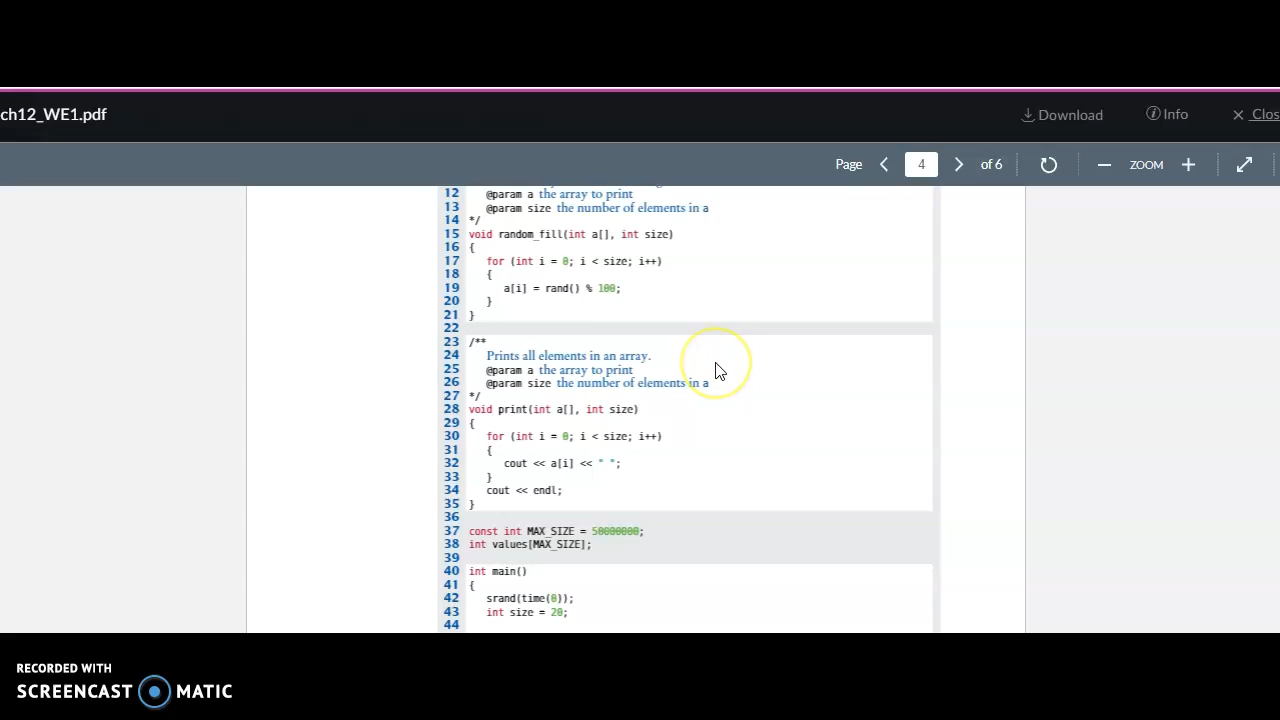 ch12_WE1.pdf
Download
Info
Clos
Page 4 of 6 ZOOM
12 @param a the array to print
13 @param size the number of elements in a
14 */
15 void random_fill(int a[], int size)
16 {
17 for (int i = 0; i < size; i++)
18 {
19 a[i] = rand() % 100;
20 }
21 }
22
23 /**
24 Prints all elements in an array.
25 @param a the array to print
26 @param size the number of elements in a
27 */
28 void print(int a[], int size)
29 {
30 for (int i = 0; i < size; i++)
31 {
32 cout << a[i] << " ";
33 }
34 cout << endl;
35 }
36
37 const int MAX_SIZE = 50000000;
38 int values[MAX_SIZE];
39
40 int main()
41 {
42 srand(time(0));
43 int size = 20;
44
RECORDED WITH
SCREENCAST MATIC